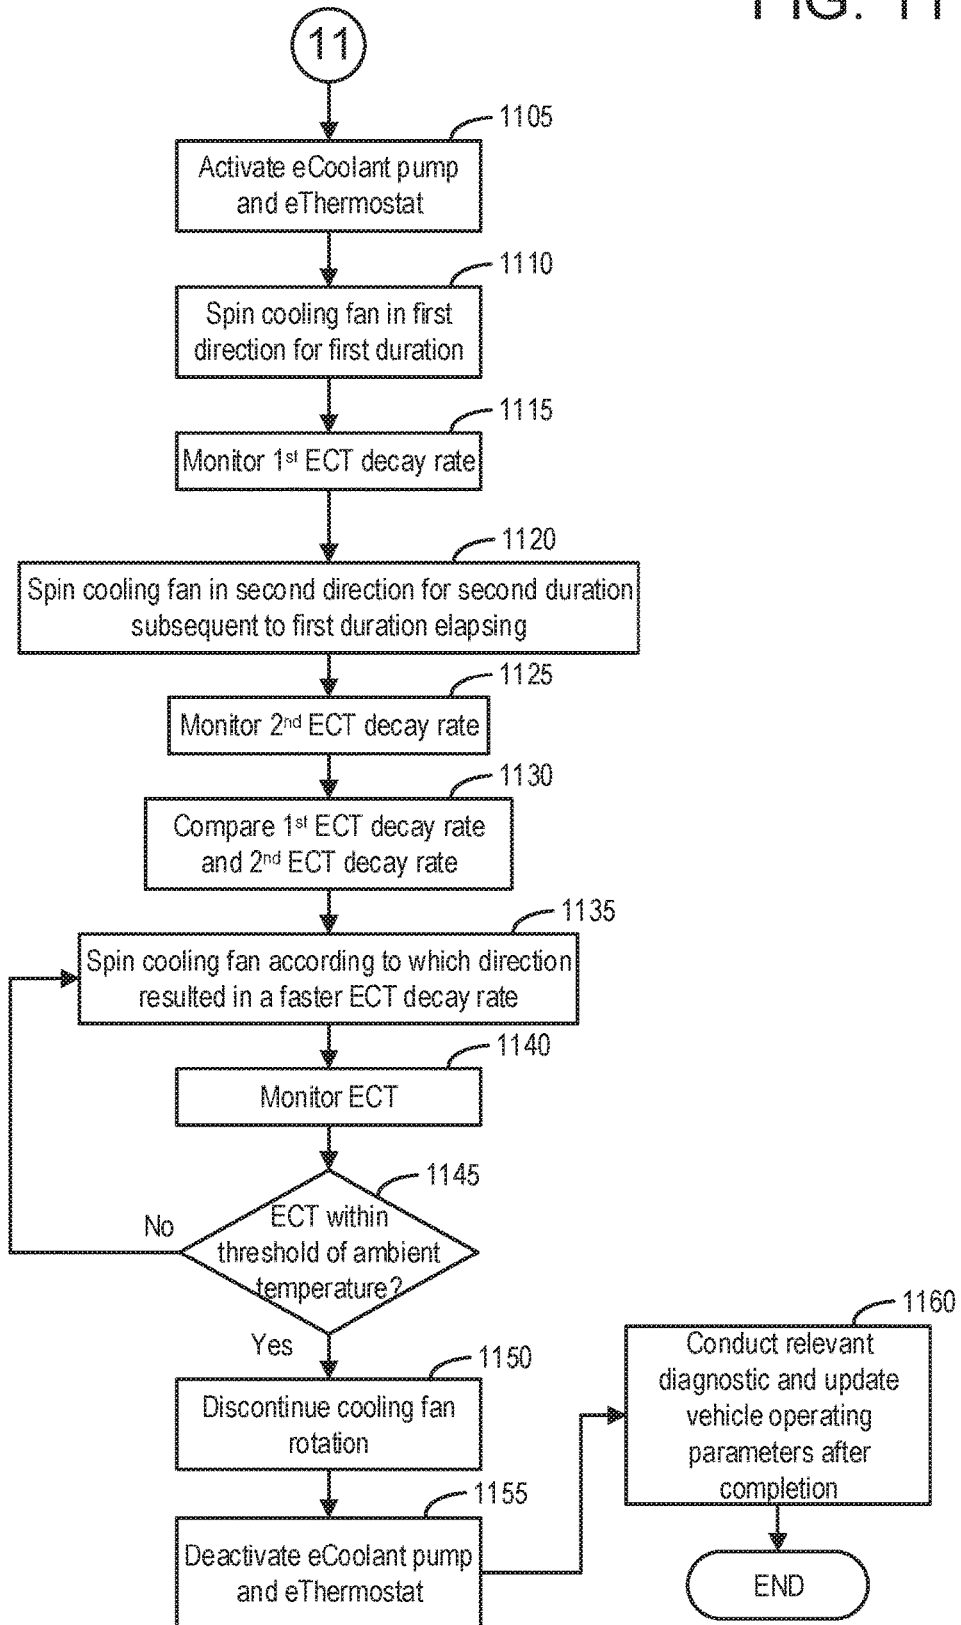 FIG. 11
11
1105
Activate eCoolant pump
and eThermostat
1110
Spin cooling fan in first
direction for first duration
1115
Monitor 1st ECT decay rate
1120
Spin cooling fan in second direction for second duration
subsequent to first duration elapsing
1125
Monitor 2nd ECT decay rate
1130
Compare 1st ECT decay rate
and 2nd ECT decay rate
1135
Spin cooling fan according to which direction
resulted in a faster ECT decay rate
1140
Monitor ECT
1145
ECT within
threshold of ambient
temperature?
No
Yes
1150
Discontinue cooling fan
rotation
1155
Deactivate eCoolant pump
and eThermostat
1160
Conduct relevant
diagnostic and update
vehicle operating
parameters after
completion
END